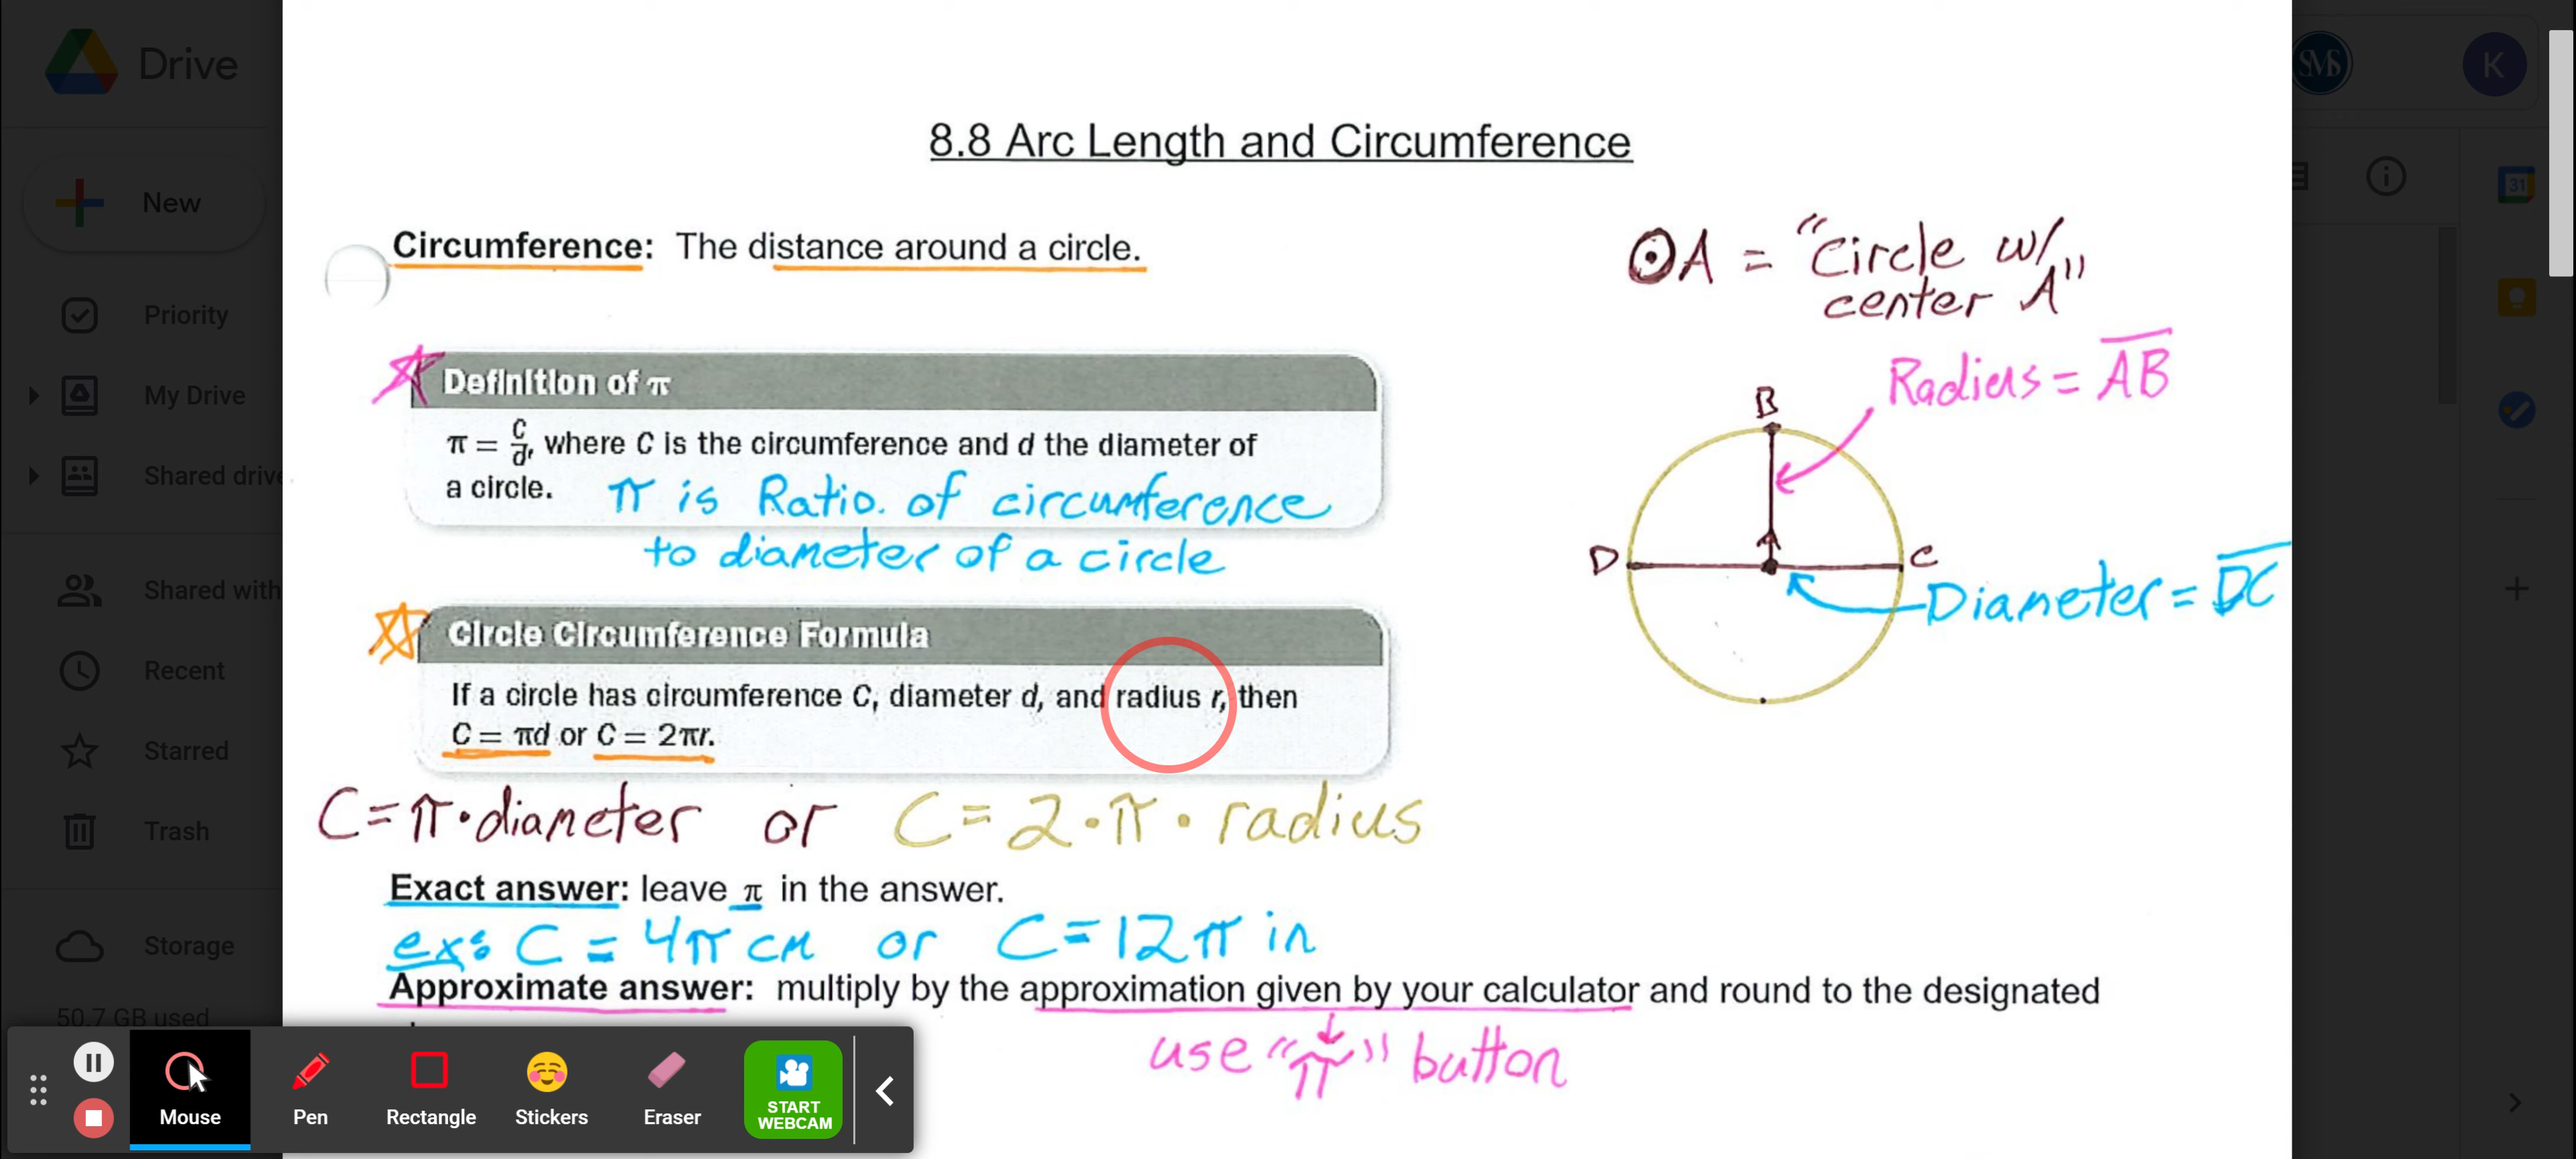 Drive
New
Priority
My Drive
Shared drive
Shared with
Recent
Starred
Trash
Storage
50.7 GB used
SMS
K
31
8.8 Arc Length and Circumference
Circumference: The distance around a circle.
⊙A = "Circle w/
center A"
Definition of π
π = C/d, where C is the circumference and d the diameter of
a circle.
π is Ratio. of circumference
to diameter of a circle
Radius = AB
B
A
D
C
Diameter = DC
Circle Circumference Formula
If a circle has circumference C, diameter d, and radius r, then
C = πd or C = 2πr.
C = π · diameter or C = 2 · π · radius
Exact answer: leave π in the answer.
ex: C = 4π cm or C = 12π in
Approximate answer: multiply by the approximation given by your calculator and round to the designated
use "π" button
Mouse
Pen
Rectangle
Stickers
Eraser
START
WEBCAM